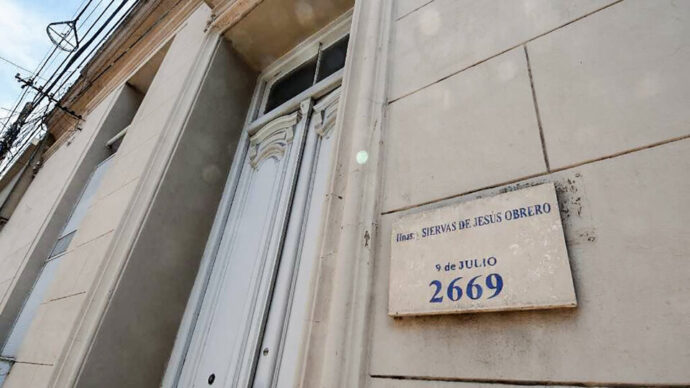 Hnas. SIERVAS DE JESUS OBRERO
9 de JULIO
2669